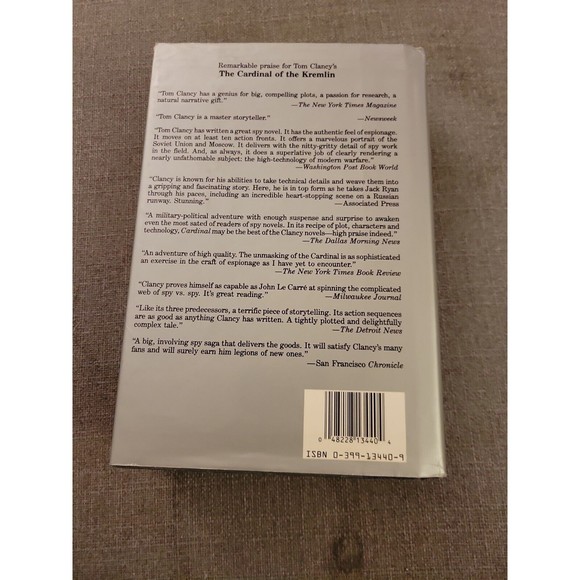 Remarkable praise for Tom Clancy's
The Cardinal of the Kremlin
"Tom Clancy has a genius for big, compelling plots, a passion for research, a
natural narrative gift."
—The New York Times Magazine
"Tom Clancy is a master storyteller."
—Newsweek
"Tom Clancy has written a great spy novel. It has the authentic feel of espionage.
It moves on at least ten action fronts. It offers a marvelous portrait of the
Soviet Union and Moscow. It delivers with the nitty-gritty detail of spy work
in the field. And, as always, it does a superlative job of clearly rendering a
nearly unfathomable subject: the high-technology of modern warfare."
—Washington Post Book World
"Clancy is known for his abilities to take technical details and weave them into
a gripping and fascinating story. Here, he is in top form as he takes Jack Ryan
through his paces, including an incredible heart-stopping scene on a Russian
runway. Stunning."
—Associated Press
"A military-political adventure with enough suspense and surprise to awaken
even the most sated of readers of spy novels. In its recipe of plot, characters and
technology, Cardinal may be the best of the Clancy novels—high praise indeed."
—The Dallas Morning News
"An adventure of high quality. The unmasking of the Cardinal is as sophisticated
an exercise in the craft of espionage as I have yet to encounter."
—The New York Times Book Review
"Clancy proves himself as capable as John Le Carré at spinning the complicated
web of spy vs. spy. It's great reading."
—Milwaukee Journal
"Like its three predecessors, a terrific piece of storytelling. Its action sequences
are as good as anything Clancy has written. A tightly plotted and delightfully
complex tale."
—The Detroit News
"A big, involving spy saga that delivers the goods. It will satisfy Clancy's many
fans and will surely earn him legions of new ones."
—San Francisco Chronicle
0 48228 13440 4
ISBN 0-399-13440-9